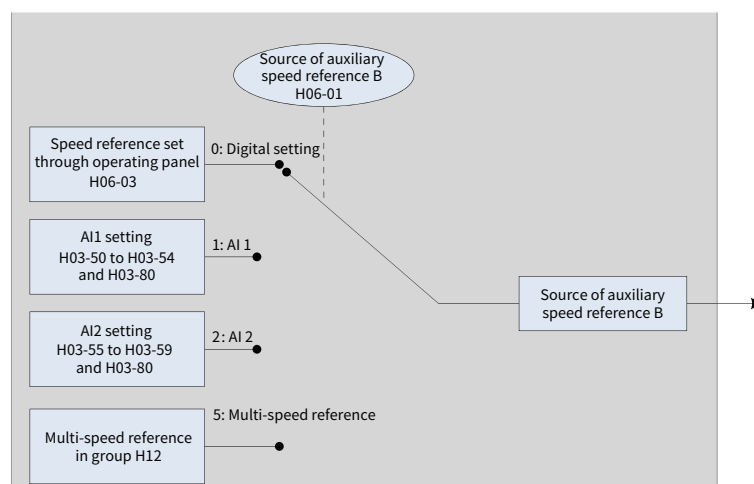 Source of auxiliary
speed reference B
H06-01
Speed reference set
through operating panel
H06-03
0: Digital setting
AI1 setting
H03-50 to H03-54
and H03-80
1: AI 1
Source of auxiliary
speed reference B
AI2 setting
H03-55 to H03-59
and H03-80
2: AI 2
5: Multi-speed reference
Multi-speed reference
in group H12